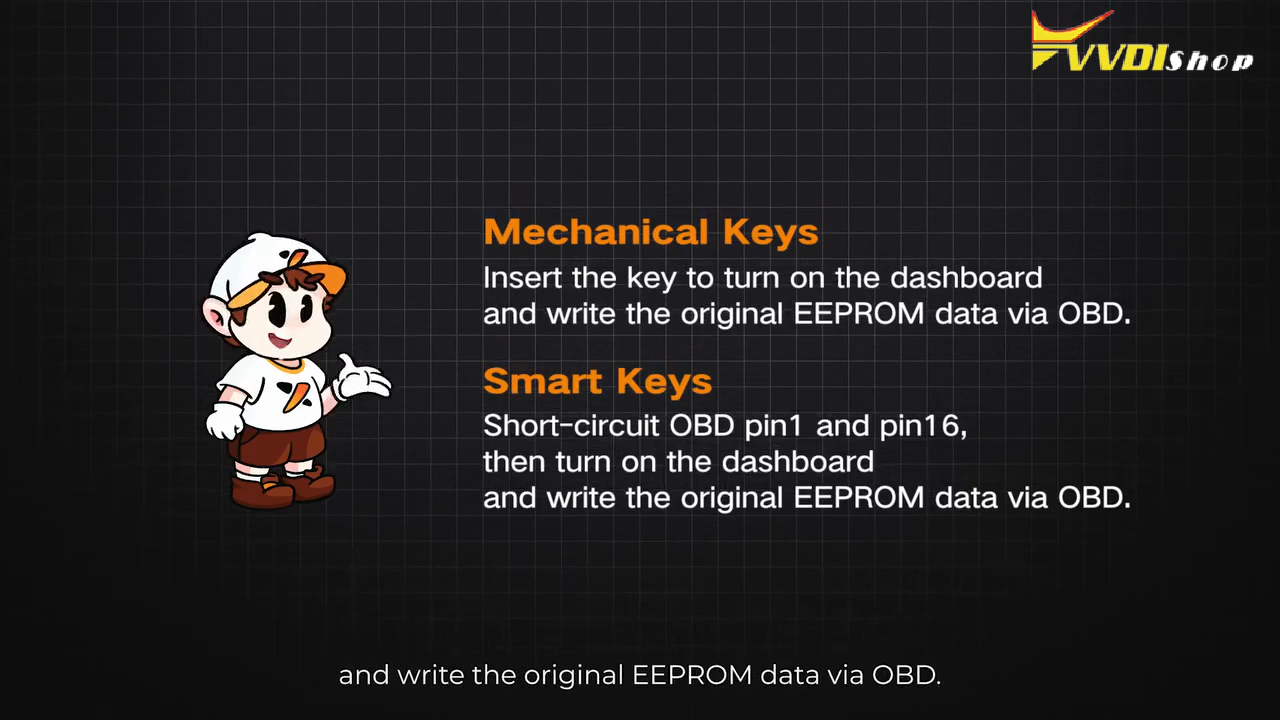 VVDIShop
Mechanical Keys
Insert the key to turn on the dashboard
and write the original EEPROM data via OBD.
Smart Keys
Short-circuit OBD pin1 and pin16,
then turn on the dashboard
and write the original EEPROM data via OBD.
and write the original EEPROM data via OBD.